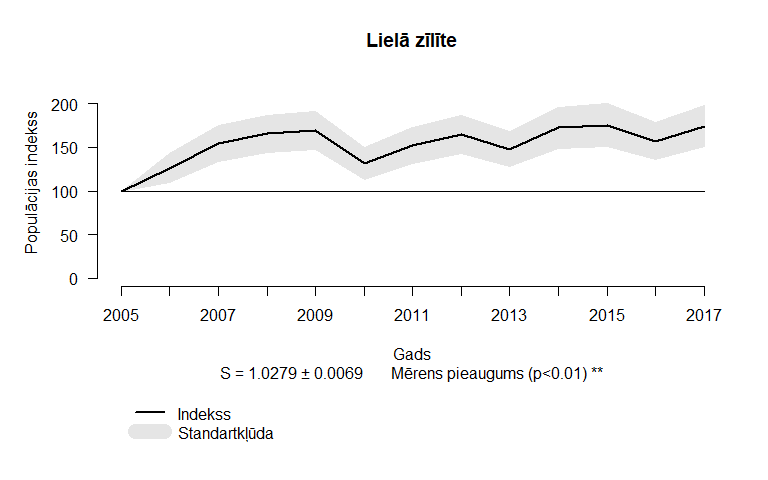 Lielā zīlīte
Populācijas indekss
200
150
100
50
0
2005 2007 2009 2011 2013 2015 2017
Gads
S = 1.0279 ± 0.0069 Mērens pieaugums (p<0.01) **
Indekss
Standartkļūda